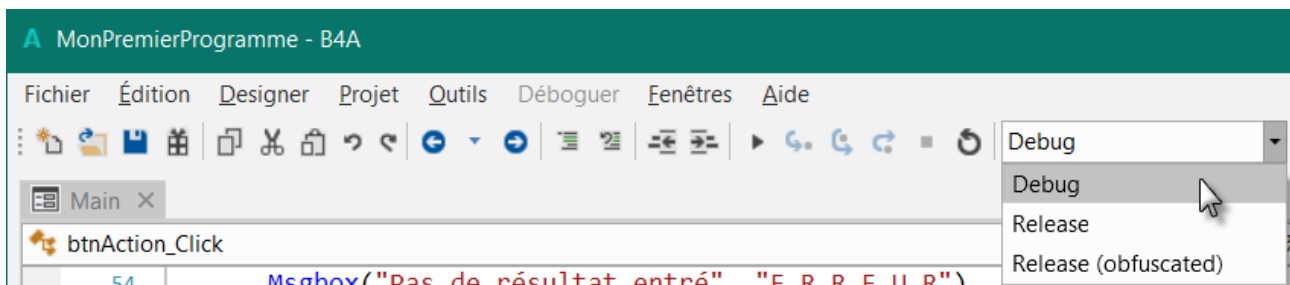 A MonPremierProgramme - B4A
Fichier Édition Designer Projet Outils Déboguer Fenêtres Aide
Debug
Debug
Main
Release
btnAction_Click
Release (obfuscated)
54 Msgbox("Pas de résultat entré", "E R R E U R")